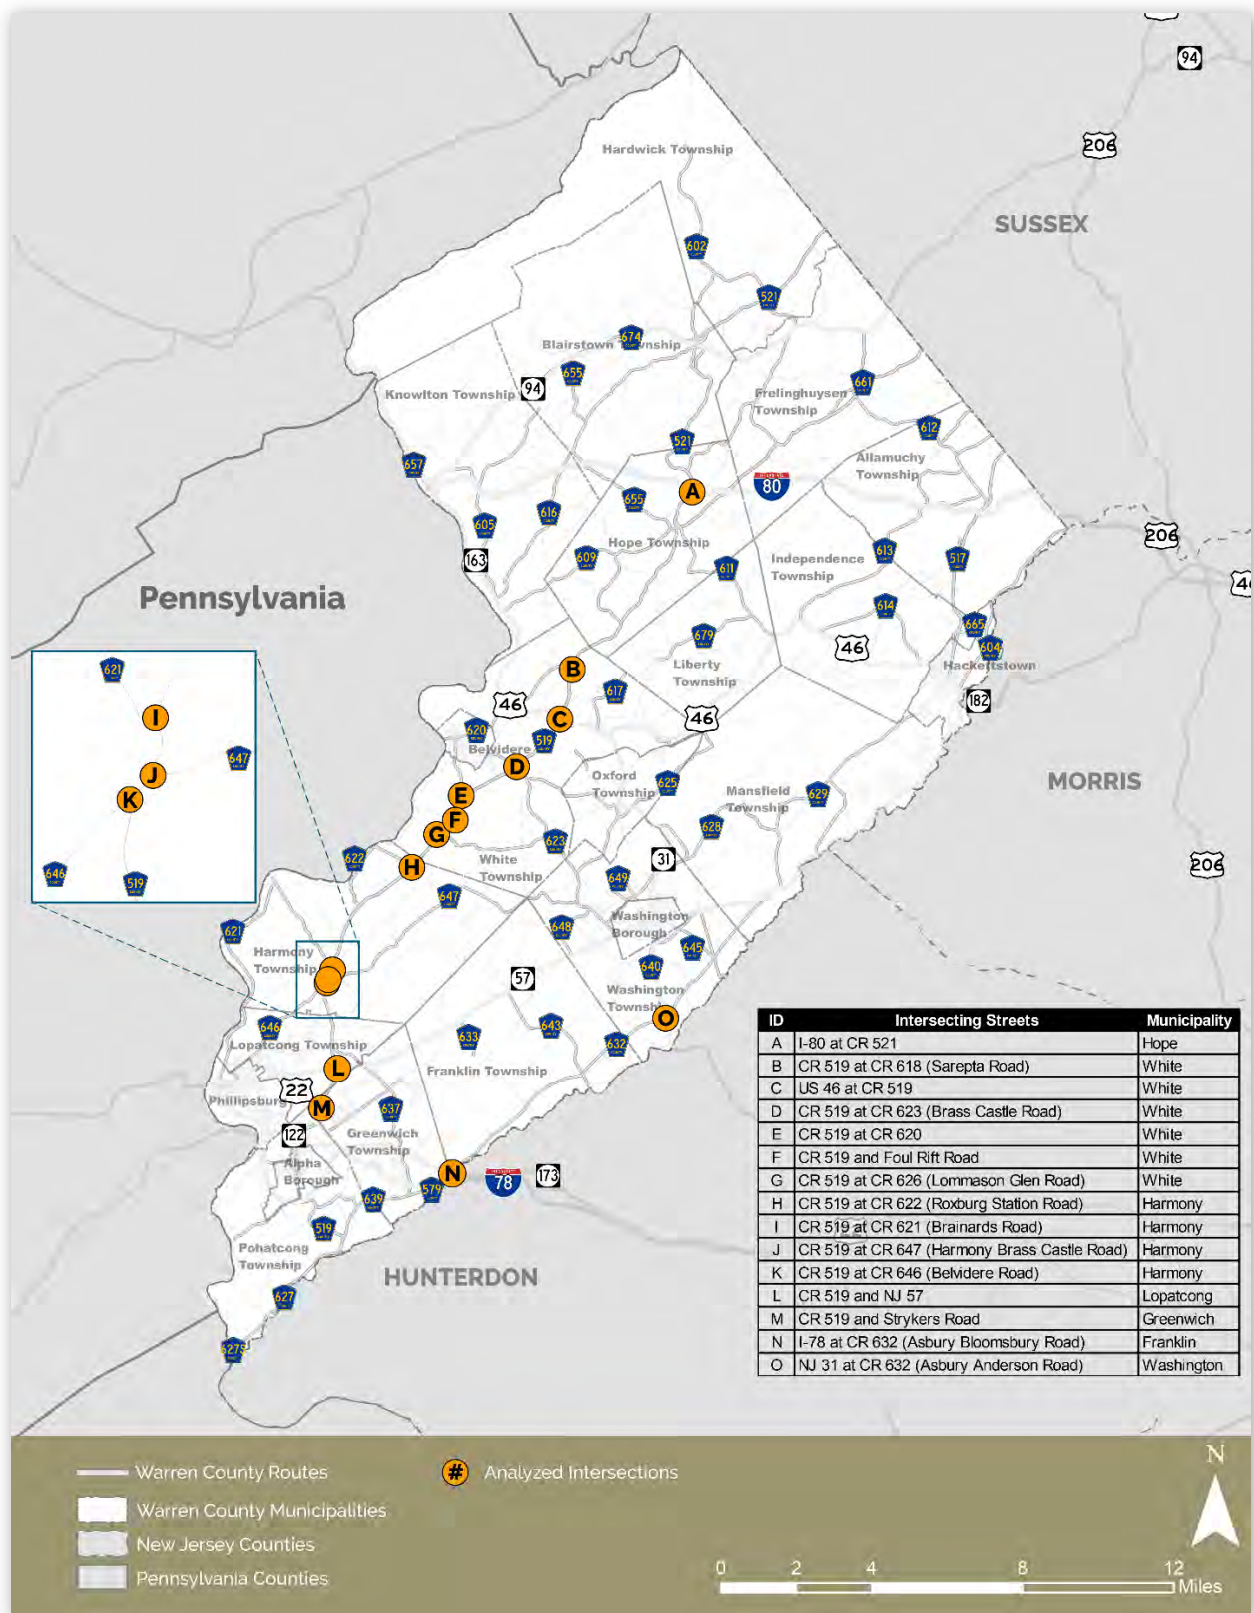 94
206
Hardwick Township
SUSSEX
602
521
674
Blairstown Township
655
94
Knowlton Township
661
Frelinghuysen
Township
612
521
657
Allamuchy
Township
A
80
655
616
605
206
Hope Township
163
609
611
Independence
Township
613
517
46
Pennsylvania
614
665
679
46
604
Hackettstown
B
Liberty
Township
617
182
46
C
46
620
519
Belvidere
D
Oxford
Township
625
Mansfield
Township
629
MORRIS
E
F
G
628
623
206
White
Township
31
622
H
649
647
Washington
Borough
648
645
621
Harmony
Township
57
640
Washington
Township
O
646
Lopatcong Township
633
643
632
L
Franklin Township
22
Phillipsburg
M
637
122
Greenwich
Township
Alpha
Borough
N
78
173
579
639
519
Pohatcong
Township
HUNTERDON
627
627S
621
I
647
J
K
646
519
ID Intersecting Streets Municipality
A I-80 at CR 521 Hope
B CR 519 at CR 618 (Sarepta Road) White
C US 46 at CR 519 White
D CR 519 at CR 623 (Brass Castle Road) White
E CR 519 at CR 620 White
F CR 519 and Foul Rift Road White
G CR 519 at CR 626 (Lommason Glen Road) White
H CR 519 at CR 622 (Roxburg Station Road) Harmony
I CR 519 at CR 621 (Brainards Road) Harmony
J CR 519 at CR 647 (Harmony Brass Castle Road) Harmony
K CR 519 at CR 646 (Belvidere Road) Harmony
L CR 519 and NJ 57 Lopatcong
M CR 519 and Strykers Road Greenwich
N I-78 at CR 632 (Asbury Bloomsbury Road) Franklin
O NJ 31 at CR 632 (Asbury Anderson Road) Washington
Warren County Routes
# Analyzed Intersections
Warren County Municipalities
New Jersey Counties
Pennsylvania Counties
N
0 2 4 8 12
Miles